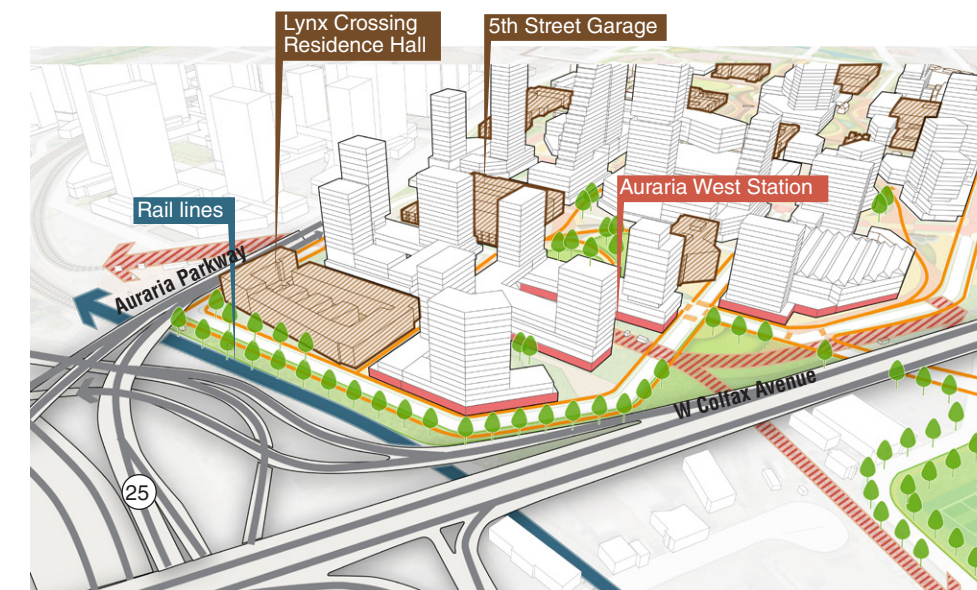 Lynx Crossing
Residence Hall
5th Street Garage
Auraria West Station
Rail lines
Auraria Parkway
W Colfax Avenue
25